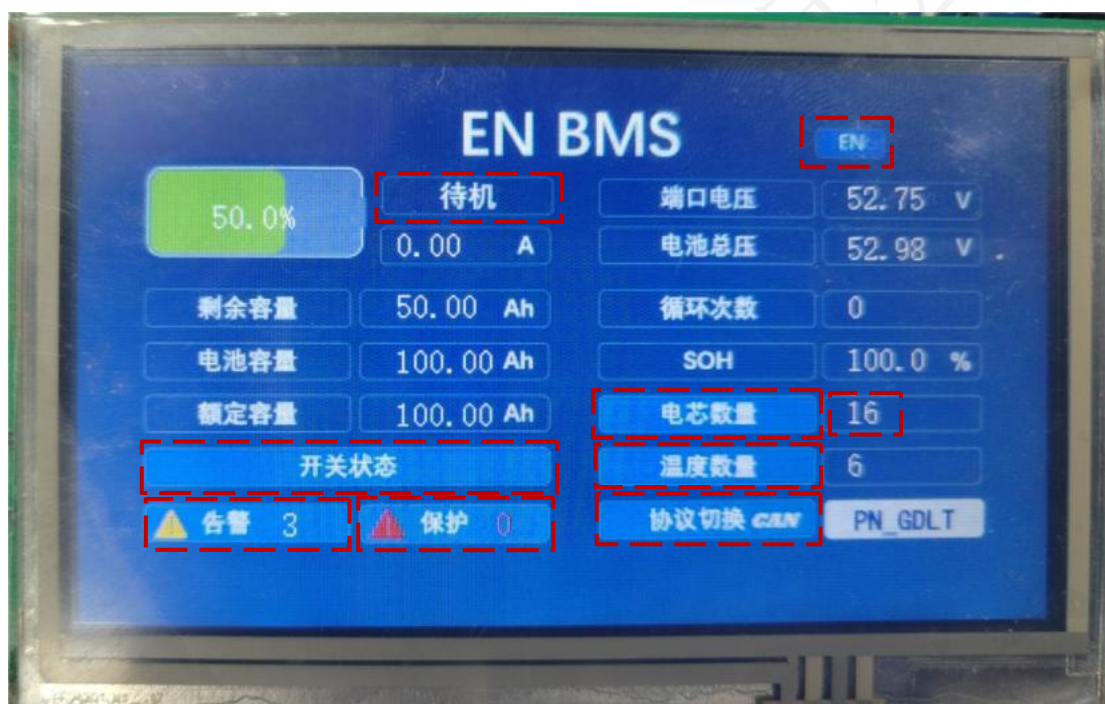 EN BMS
EN
50.0%
待机
0.00 A
端口电压 52.75 V
电池总压 52.98 V
剩余容量 50.00 Ah
循环次数 0
电池容量 100.00 Ah
SOH 100.0 %
额定容量 100.00 Ah
电芯数量 16
开关状态
温度数量 6
告警 3
保护 0
协议切换 CAN PN_GDLT